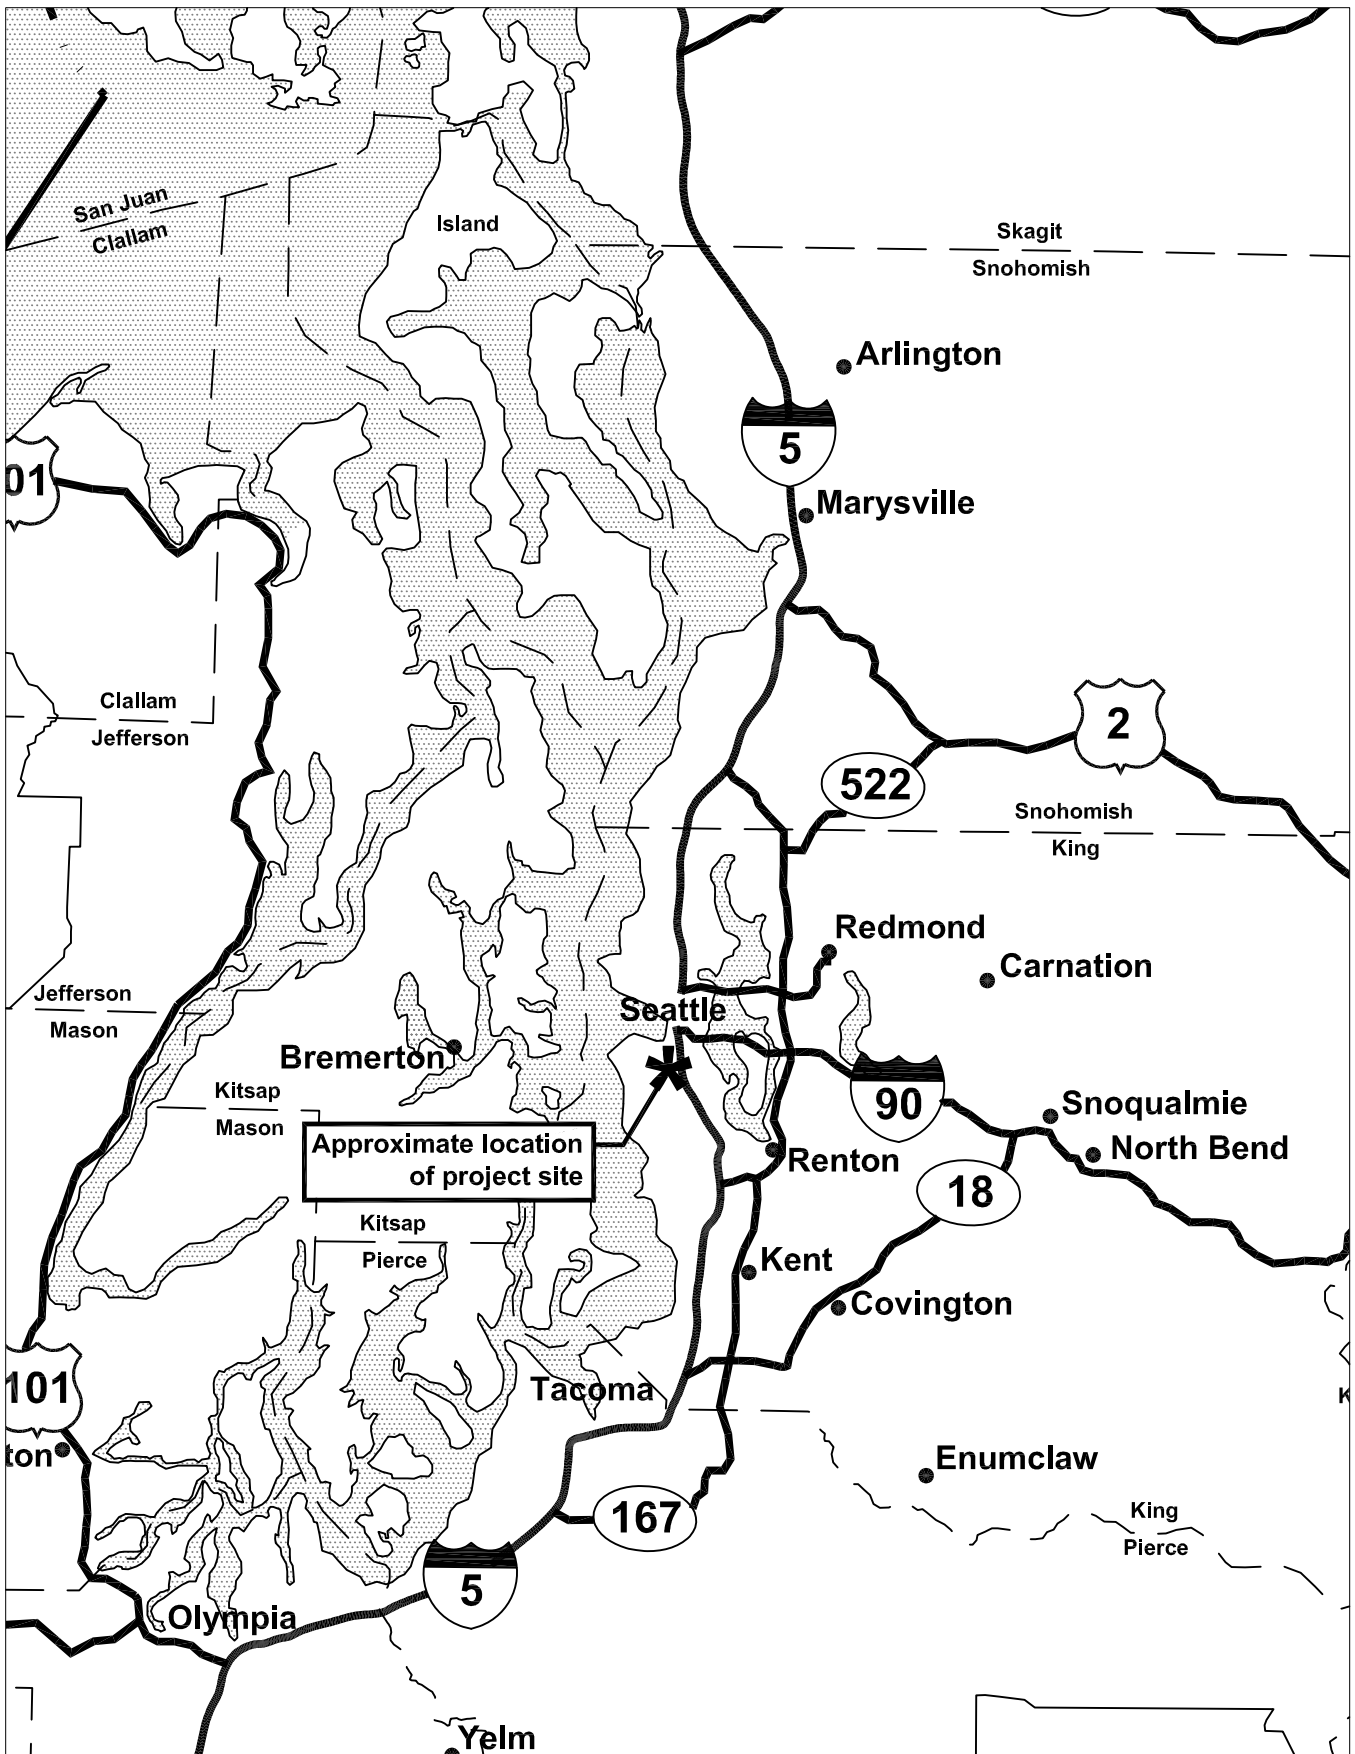 San Juan
Clallam
Island
Skagit
Snohomish
Arlington
5
01
Marysville
Clallam
Jefferson
2
522
Snohomish
King
Redmond
Carnation
Jefferson
Mason
Seattle
Bremerton
Kitsap
Mason
90
Snoqualmie
Approximate location
of project site
Renton
North Bend
18
Kitsap
Pierce
Kent
Covington
101
Tacoma
K
ton
Enumclaw
167
King
Pierce
5
Olympia
Yelm